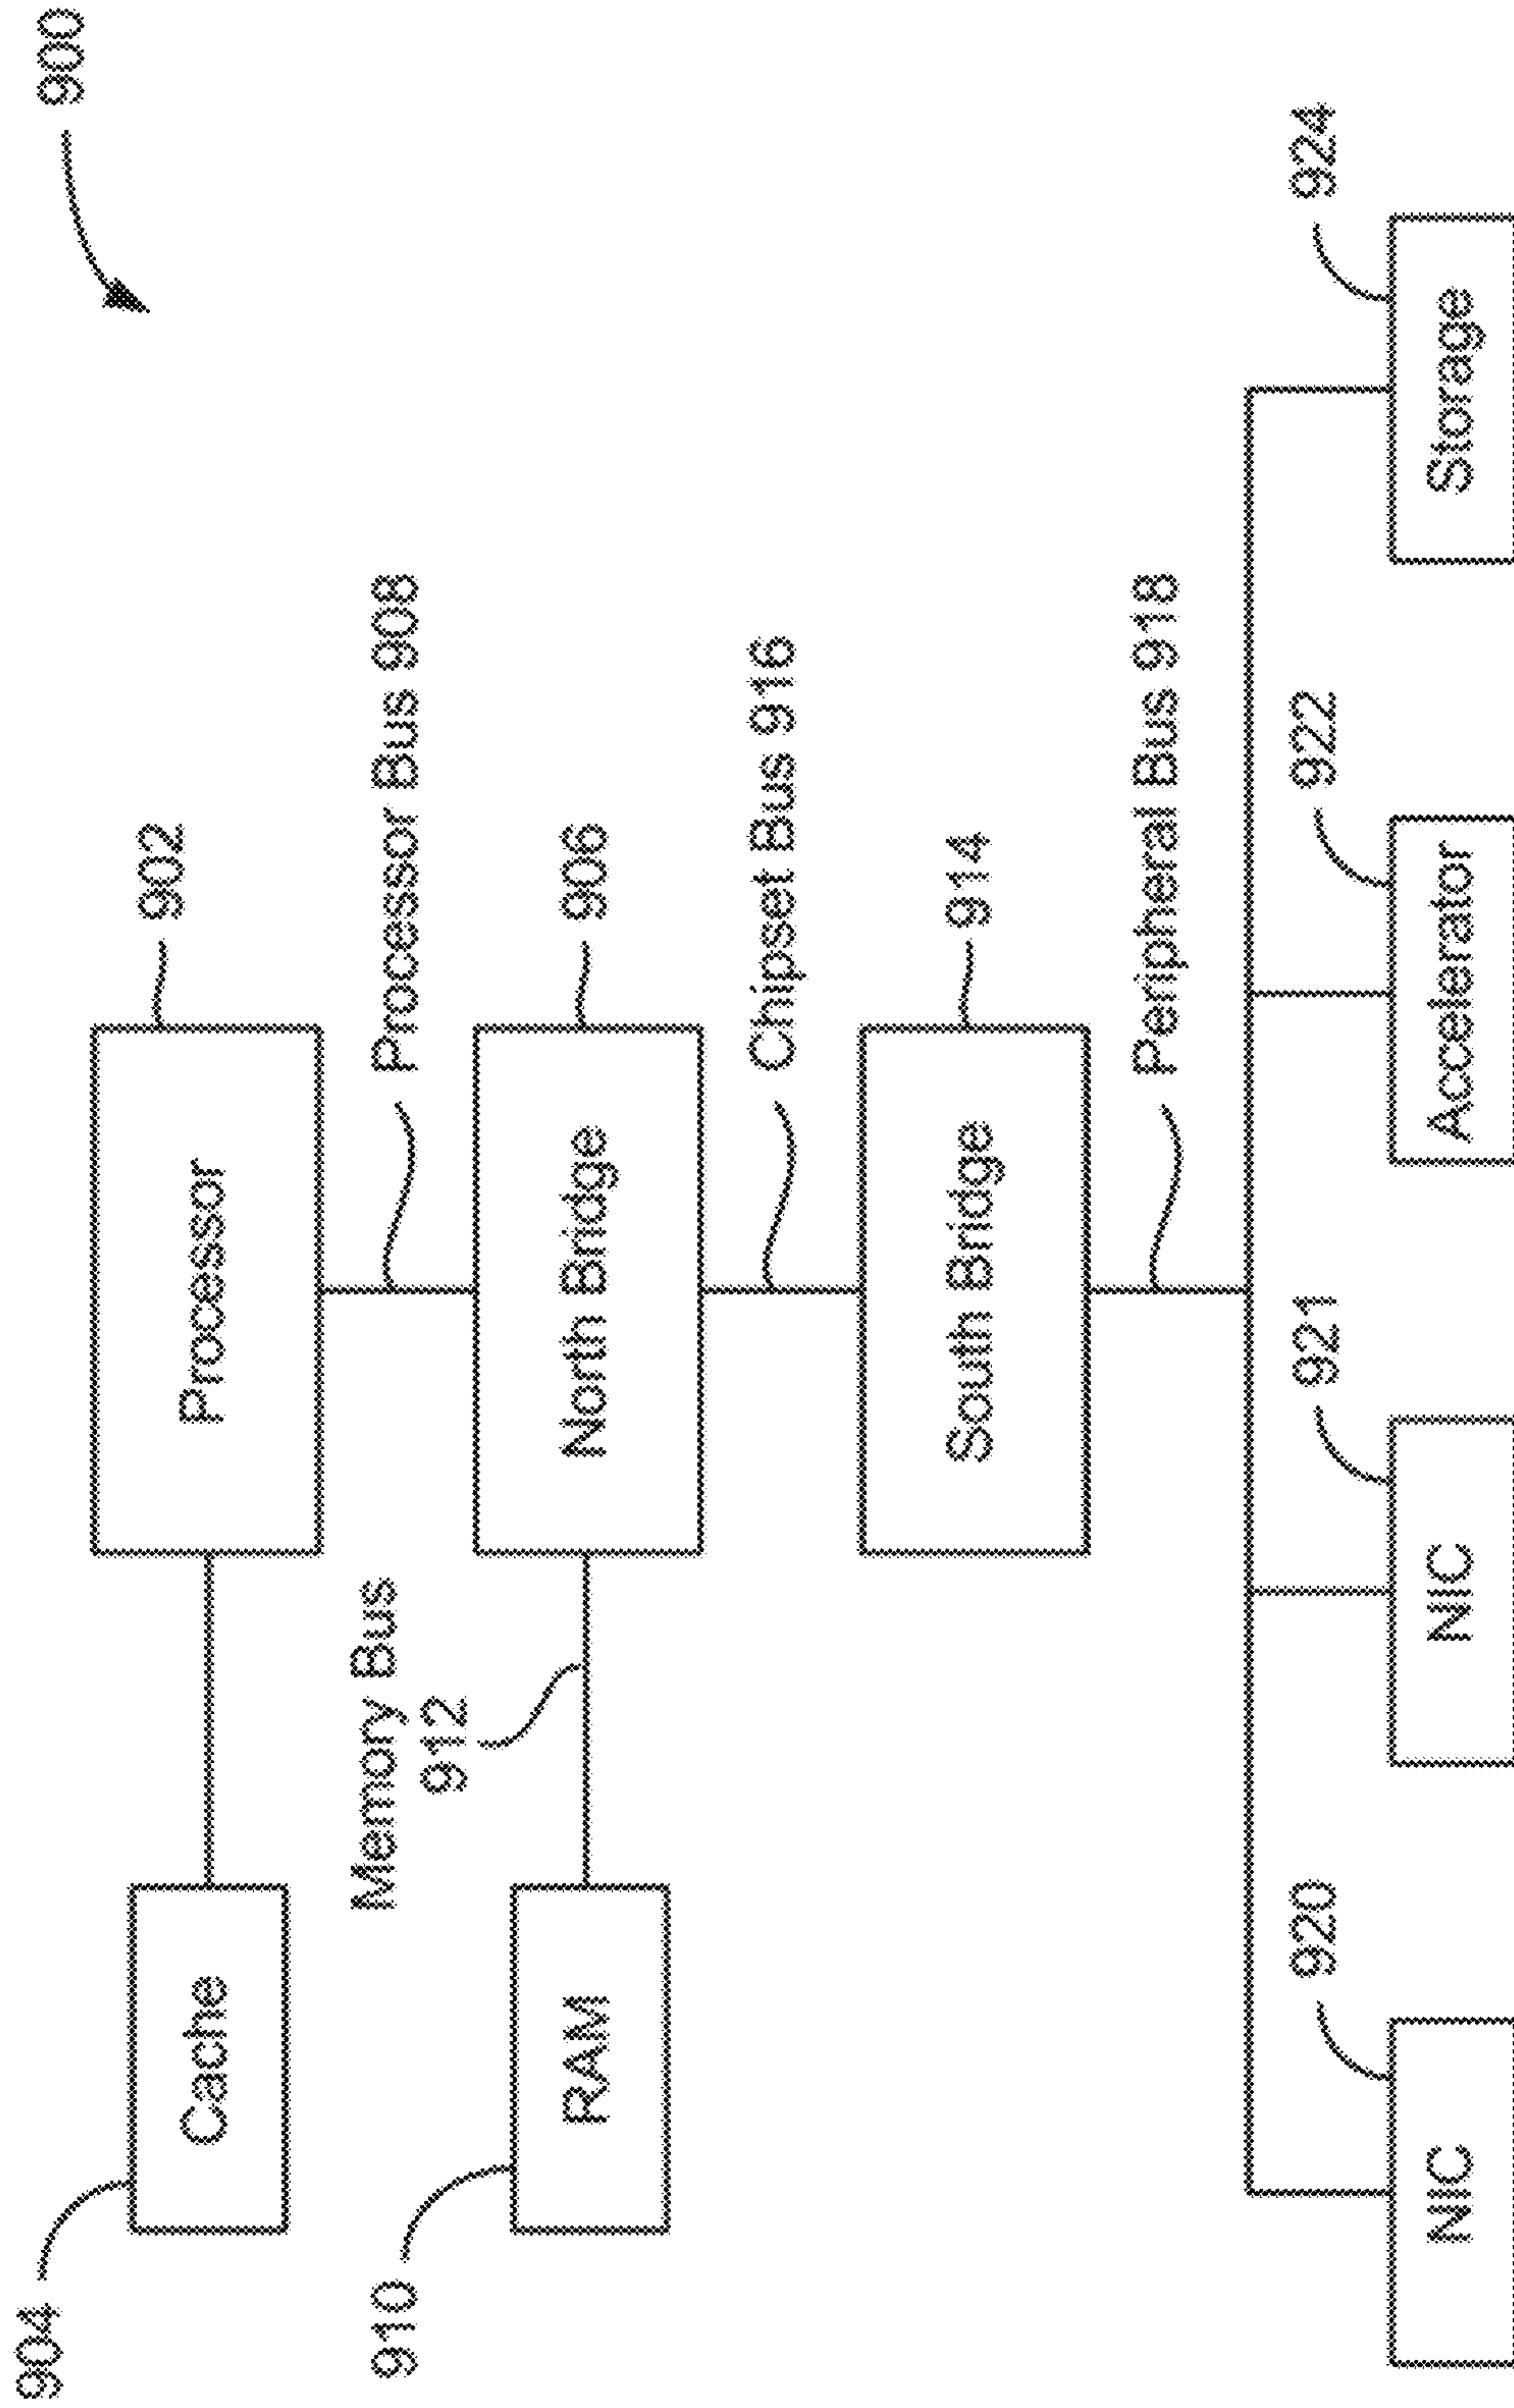 900
904
Cache
Processor
902
Memory Bus
912
Processor Bus 908
910
RAM
North Bridge
906
Chipset Bus 916
South Bridge
914
Peripheral Bus 918
920
921
922
924
NIC
NIC
Accelerator
Storage